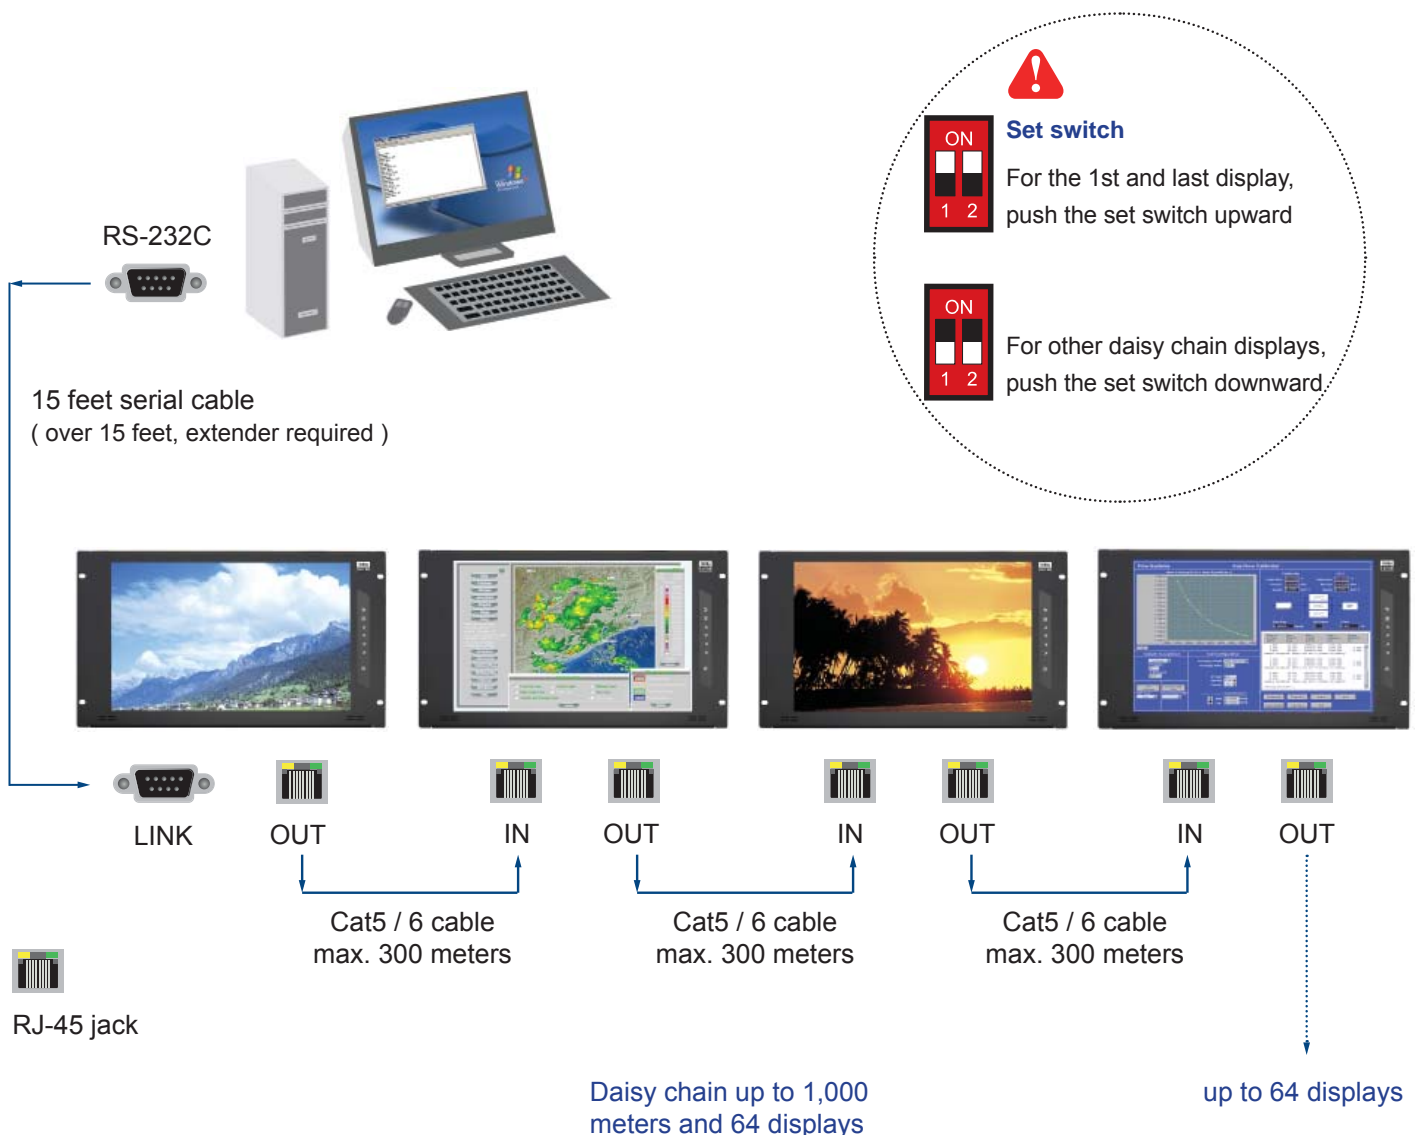 Set switch
ON
1 2
For the 1st and last display,
push the set switch upward
ON
1 2
For other daisy chain displays,
push the set switch downward
RS-232C
Windows
15 feet serial cable
( over 15 feet, extender required )
LINK
OUT
IN
OUT
IN
OUT
IN
OUT
Cat5 / 6 cable
max. 300 meters
Cat5 / 6 cable
max. 300 meters
Cat5 / 6 cable
max. 300 meters
RJ-45 jack
Daisy chain up to 1,000
meters and 64 displays
up to 64 displays